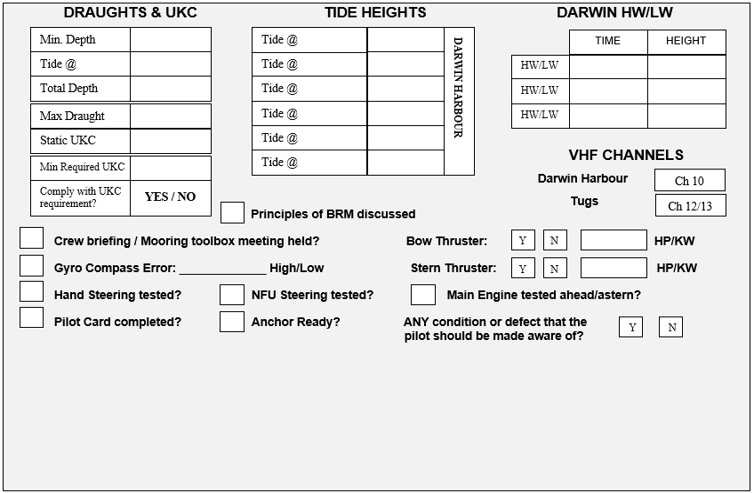 DRAUGHTS & UKC
Min. Depth
Tide @
Total Depth
Max Draught
Static UKC
Min Required UKC
Comply with UKC
requirement?
YES / NO
TIDE HEIGHTS
Tide @
Tide @
Tide @
Tide @
Tide @
Tide @
DARWIN HARBOUR
DARWIN HW/LW
TIME HEIGHT
HW/LW
HW/LW
HW/LW
VHF CHANNELS
Darwin Harbour Ch 10
Tugs Ch 12/13
Principles of BRM discussed
Crew briefing / Mooring toolbox meeting held? Bow Thruster: Y N HP/KW
Gyro Compass Error: _____________ High/Low Stern Thruster: Y N HP/KW
Hand Steering tested? NFU Steering tested? Main Engine tested ahead/astern?
Pilot Card completed? Anchor Ready? ANY condition or defect that the
pilot should be made aware of? Y N